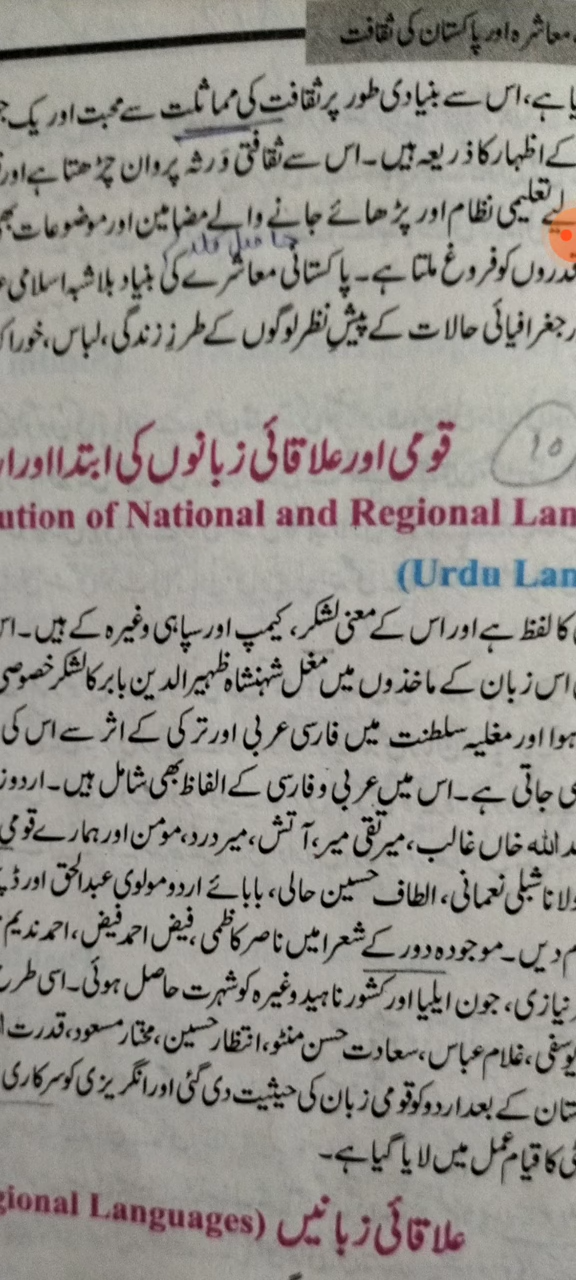 معاشرہ اور پاکستان کی ثقافت
ہے، اس سے بنیادی طور پر ثقافت کی مماثلت سے محبت اور یک
کے اظہار کا ذریعہ ہیں۔ اس سے ثقافتی وَرثہ پروان چڑھتا ہے اور
لیے تعلیمی نظام اور پڑھائے جانے والے مضامین اور موضوعات بھی
قدروں کو فروغ ملتا ہے۔ پاکستانی معاشرے کی بنیاد بلاشبہ اسلامی
جغرافیائی حالات کے پیشِ نظر لوگوں کے طرزِ زندگی، لباس، خوراک
15
قومی اور علاقائی زبانوں کی ابتدا اور
ution of National and Regional Lan
(Urdu Lan
کا لفظ ہے اور اس کے معنی لشکر، کیمپ اور سپاہی وغیرہ کے ہیں۔ اس
اس زبان کے ماخذوں میں مغل شہنشاہ ظہیر الدین بابر کا لشکر خصوصی
ہوا اور مغلیہ سلطنت میں فارسی عربی اور ترکی کے اثر سے اس کی
جاتی ہے۔ اس میں عربی و فارسی کے الفاظ بھی شامل ہیں۔ اردو
اللہ خاں غالب، میر تقی میر، آتش، میر درد، مومن اور ہمارے قومی
شبلی نعمانی، الطاف حسین حالی، بابائے اردو مولوی عبدالحق اور ڈپٹی
دیں۔ موجودہ دور کے شعرا میں ناصر کاظمی، فیض احمد فیض، احمد ندیم
نیازی، جون ایلیا اور کشور ناہید وغیرہ کو شہرت حاصل ہوئی۔ اسی طرح
یوسفی، غلام عباس، سعادت حسن منٹو، انتظار حسین، مختار مسعود، قدرت
ستان کے بعد اردو کو قومی زبان کی حیثیت دی گئی اور انگریزی کو سرکاری
کا قیام عمل میں لایا گیا ہے۔
علاقائی زبانیں (gional Languages)